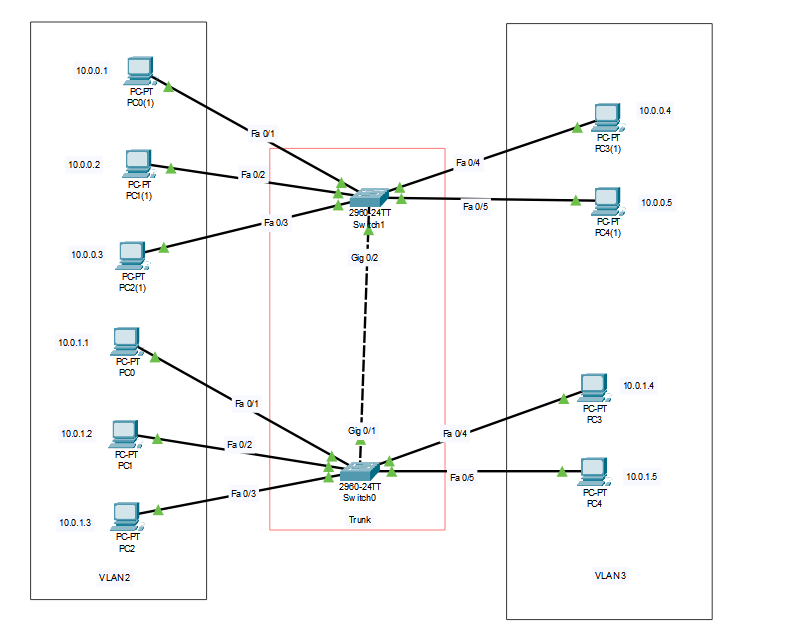 10.0.0.1
PC-PT
PC0(1)
Fa 0/1
10.0.0.2
PC-PT
PC1(1)
Fa 0/2
10.0.0.3
PC-PT
PC2(1)
Fa 0/3
2960-24TT
Switch1
Fa 0/4
PC-PT
PC3(1)
10.0.0.4
Fa 0/5
PC-PT
PC4(1)
10.0.0.5
Gig 0/2
10.0.1.1
PC-PT
PC0
Fa 0/1
10.0.1.2
PC-PT
PC1
Fa 0/2
10.0.1.3
PC-PT
PC2
Fa 0/3
Gig 0/1
2960-24TT
Switch0
Trunk
Fa 0/4
PC-PT
PC3
10.0.1.4
Fa 0/5
PC-PT
PC4
10.0.1.5
VLAN2
VLAN3